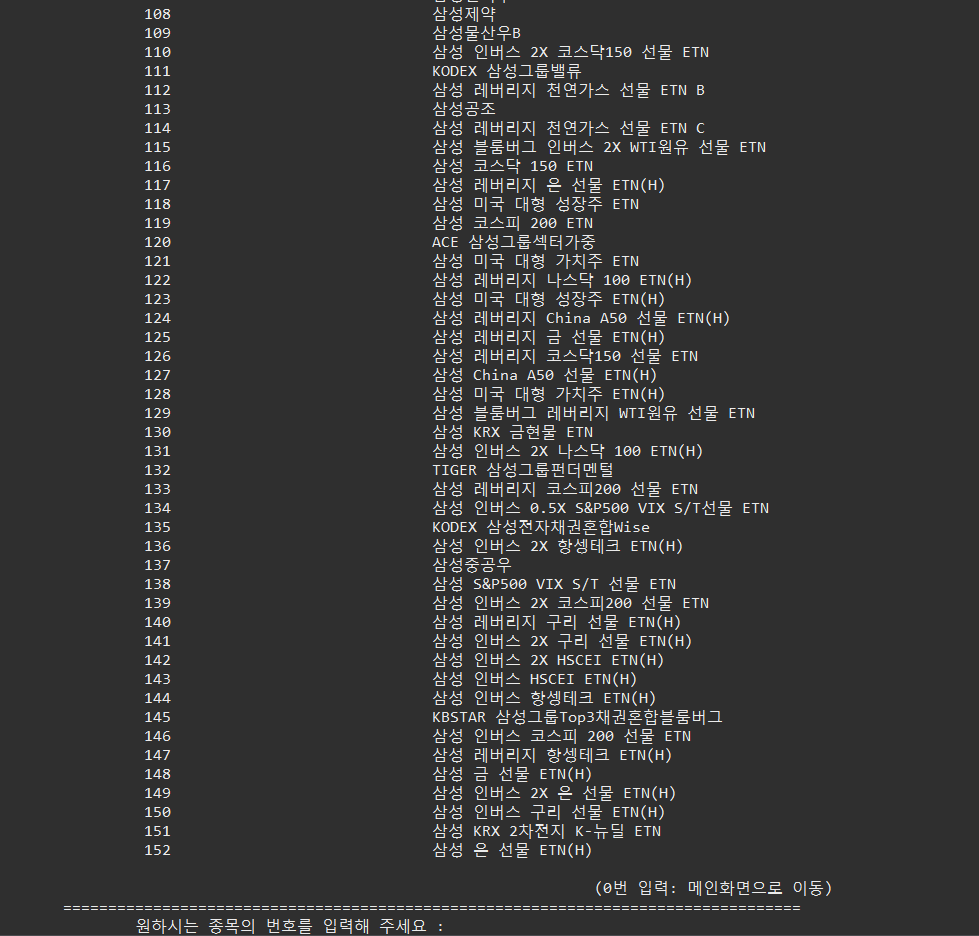 108 삼성제약
109 삼성물산우B
110 삼성 인버스 2X 코스닥150 선물 ETN
111 KODEX 삼성그룹밸류
112 삼성 레버리지 천연가스 선물 ETN B
113 삼성공조
114 삼성 레버리지 천연가스 선물 ETN C
115 삼성 블룸버그 인버스 2X WTI원유 선물 ETN
116 삼성 코스닥 150 ETN
117 삼성 레버리지 은 선물 ETN(H)
118 삼성 미국 대형 성장주 ETN
119 삼성 코스피 200 ETN
120 ACE 삼성그룹섹터가중
121 삼성 미국 대형 가치주 ETN
122 삼성 레버리지 나스닥 100 ETN(H)
123 삼성 미국 대형 성장주 ETN(H)
124 삼성 레버리지 China A50 선물 ETN(H)
125 삼성 레버리지 금 선물 ETN(H)
126 삼성 레버리지 코스닥150 선물 ETN
127 삼성 China A50 선물 ETN(H)
128 삼성 미국 대형 가치주 ETN(H)
129 삼성 블룸버그 레버리지 WTI원유 선물 ETN
130 삼성 KRX 금현물 ETN
131 삼성 인버스 2X 나스닥 100 ETN(H)
132 TIGER 삼성그룹펀더멘털
133 삼성 레버리지 코스피200 선물 ETN
134 삼성 인버스 0.5X S&P500 VIX S/T선물 ETN
135 KODEX 삼성전자채권혼합Wise
136 삼성 인버스 2X 항셍테크 ETN(H)
137 삼성중공우
138 삼성 S&P500 VIX S/T 선물 ETN
139 삼성 인버스 2X 코스피200 선물 ETN
140 삼성 레버리지 구리 선물 ETN(H)
141 삼성 인버스 2X 구리 선물 ETN(H)
142 삼성 인버스 2X HSCEI ETN(H)
143 삼성 인버스 HSCEI ETN(H)
144 삼성 인버스 항셍테크 ETN(H)
145 KBSTAR 삼성그룹Top3채권혼합블룸버그
146 삼성 인버스 코스피 200 선물 ETN
147 삼성 레버리지 항셍테크 ETN(H)
148 삼성 금 선물 ETN(H)
149 삼성 인버스 2X 은 선물 ETN(H)
150 삼성 인버스 구리 선물 ETN(H)
151 삼성 KRX 2차전지 K-뉴딜 ETN
152 삼성 은 선물 ETN(H)
(0번 입력: 메인화면으로 이동)
==================================================================================
원하시는 종목의 번호를 입력해 주세요 :